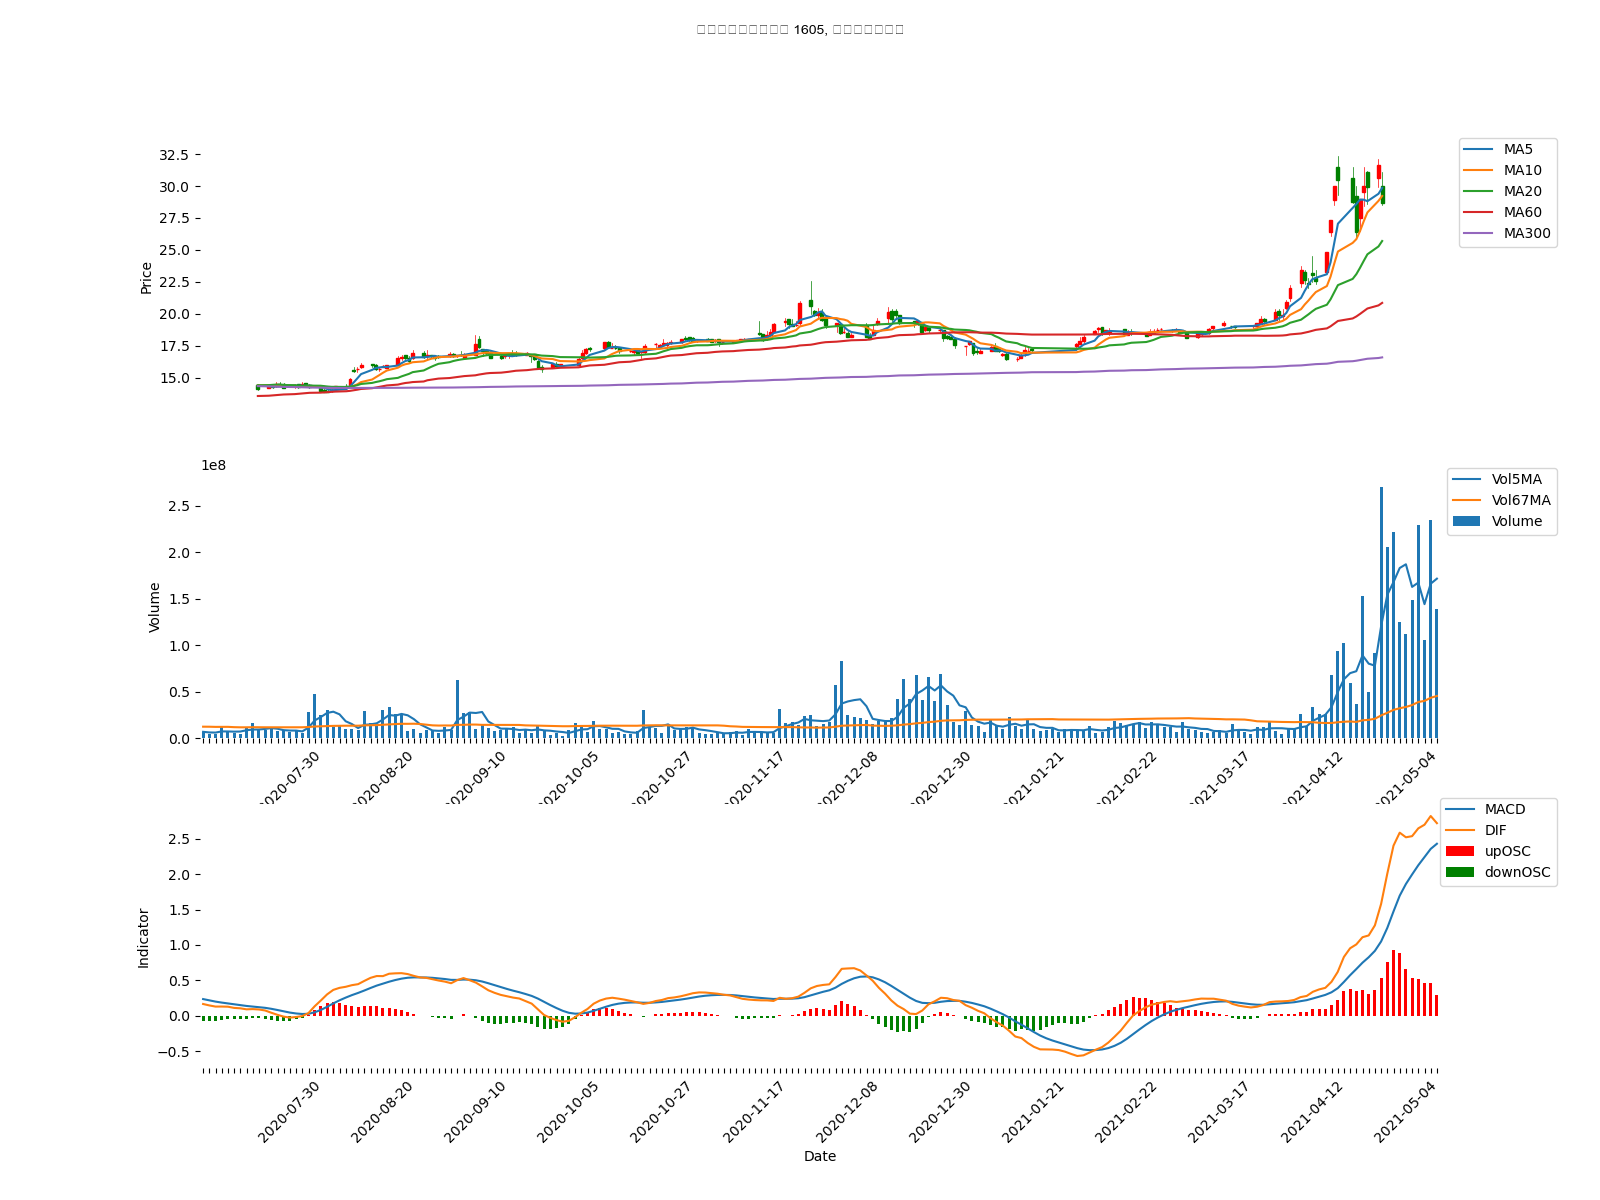 □□□□□□□□□□ 1605, □□□□□□□□
32.5
30.0
27.5
25.0
22.5
20.0
17.5
15.0
Price
MA5
MA10
MA20
MA60
MA300
1e8
2.5
2.0
1.5
1.0
0.5
0.0
Volume
Vol5MA
Vol67MA
Volume
2020-07-30
2020-08-20
2020-09-10
2020-10-05
2020-10-27
2020-11-17
2020-12-08
2020-12-30
2021-01-21
2021-02-22
2021-03-17
2021-04-12
2021-05-04
2.5
2.0
1.5
1.0
0.5
0.0
−0.5
Indicator
MACD
DIF
upOSC
downOSC
2020-07-30
2020-08-20
2020-09-10
2020-10-05
2020-10-27
2020-11-17
2020-12-08
2020-12-30
2021-01-21
2021-02-22
2021-03-17
2021-04-12
2021-05-04
Date